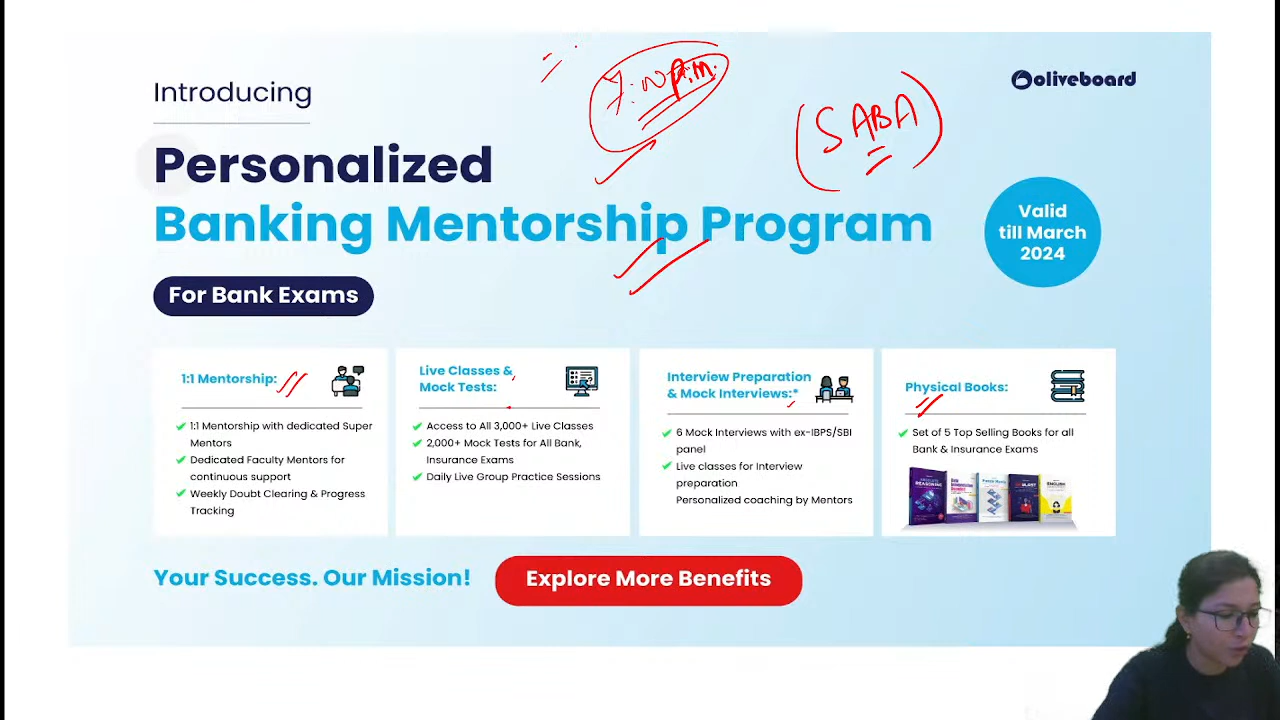 Introducing
oliveboard
SABA
Personalized
Banking Mentorship Program
Valid
till March
2024
For Bank Exams
1:1 Mentorship:
1:1 Mentorship with dedicated Super
Mentors
Dedicated Faculty Mentors for
continuous support
Weekly Doubt Clearing & Progress
Tracking
Live Classes &
Mock Tests:
Access to All 3,000+ Live Classes
2,000+ Mock Tests for All Bank,
Insurance Exams
Daily Live Group Practice Sessions
Interview Preparation
& Mock Interviews:*
6 Mock Interviews with ex-IBPS/SBI
panel
Live classes for Interview
preparation
Personalized coaching by Mentors
Physical Books:
Set of 5 Top Selling Books for all
Bank & Insurance Exams
Your Success. Our Mission!
Explore More Benefits